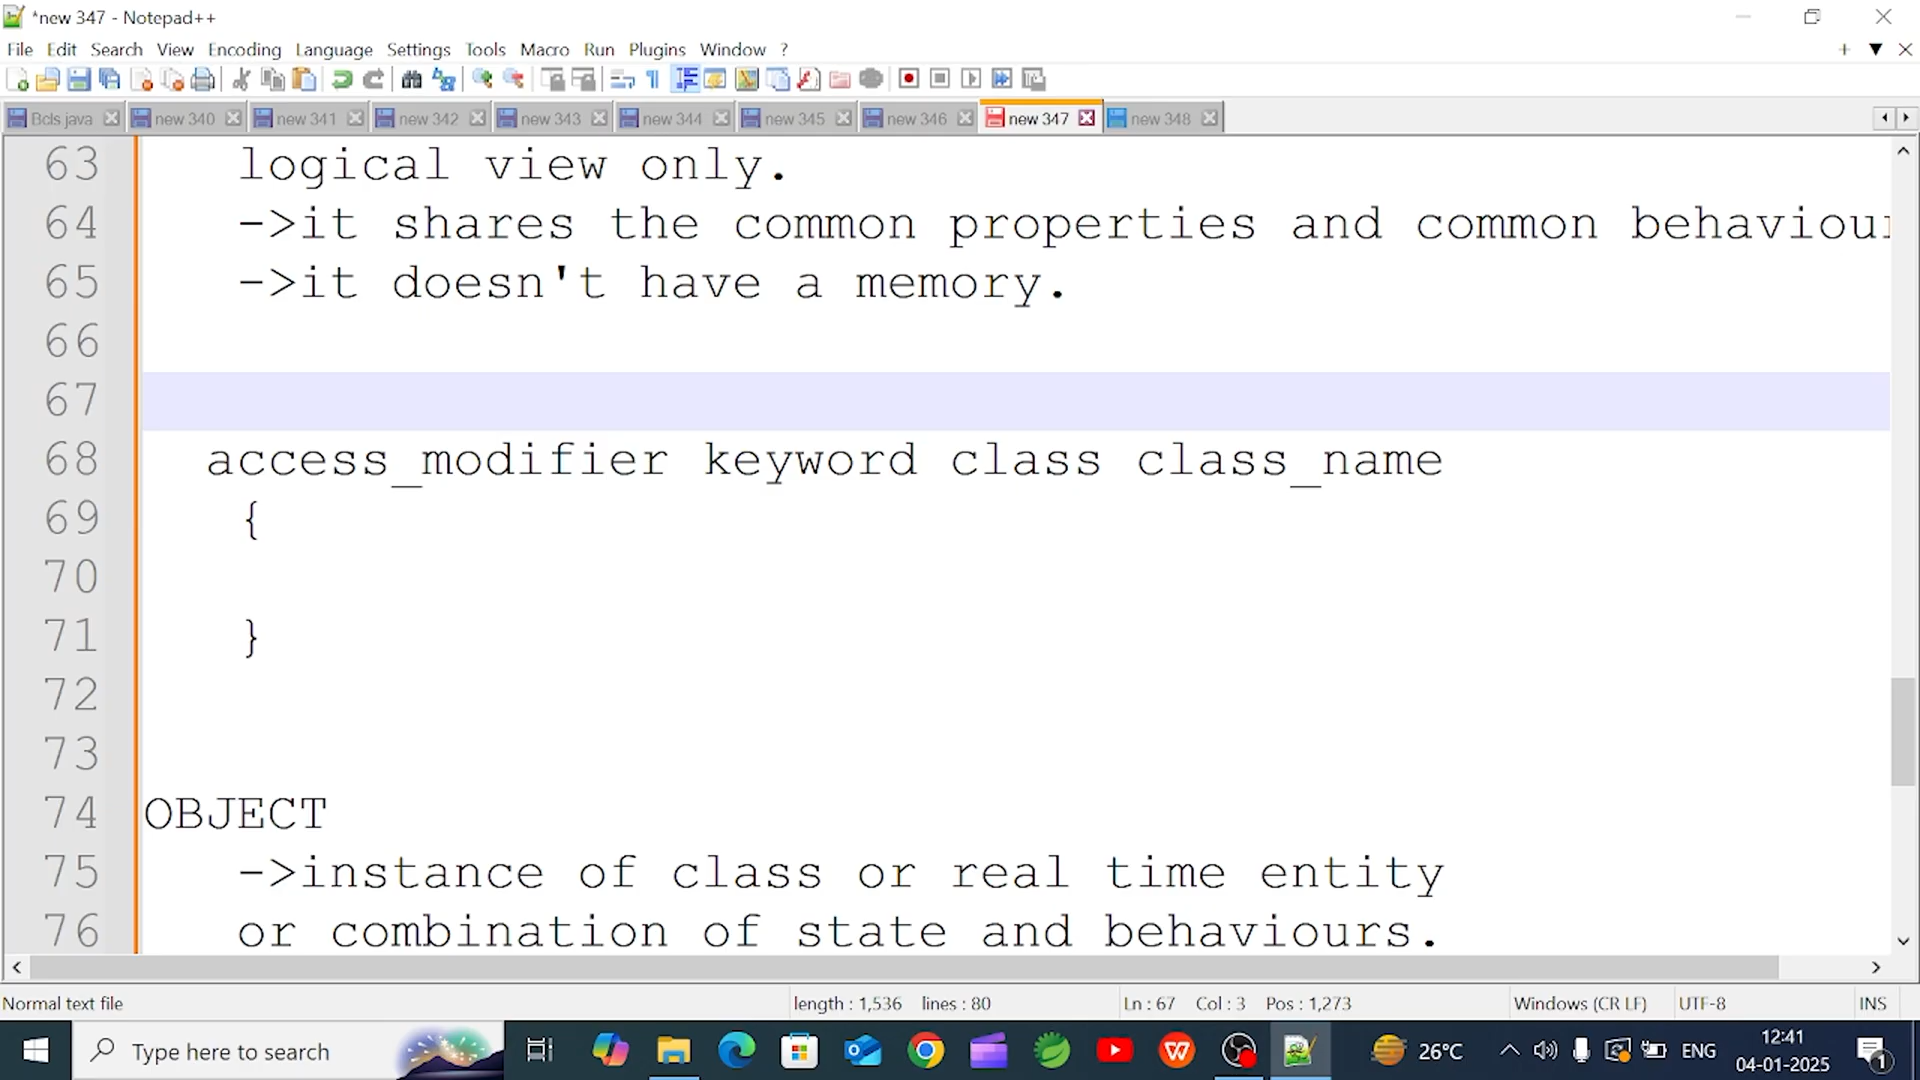 *new 347 - Notepad++
File Edit Search View Encoding Language Settings Tools Macro Run Plugins Window ?
Bcls java new 340 new 341 new 342 new 343 new 344 new 345 new 346 new 347 new 348
63 logical view only.
64 ->it shares the common properties and common behaviour
65 ->it doesn't have a memory.
66
67
68 access_modifier keyword class class_name
69 {
70
71 }
72
73
74 OBJECT
75 ->instance of class or real time entity
76 or combination of state and behaviours.
Normal text file length : 1,536 lines : 80 Ln : 67 Col : 3 Pos : 1,273 Windows (CR LF) UTF-8 INS
Type here to search 26°C ENG 12:41
04-01-2025 1